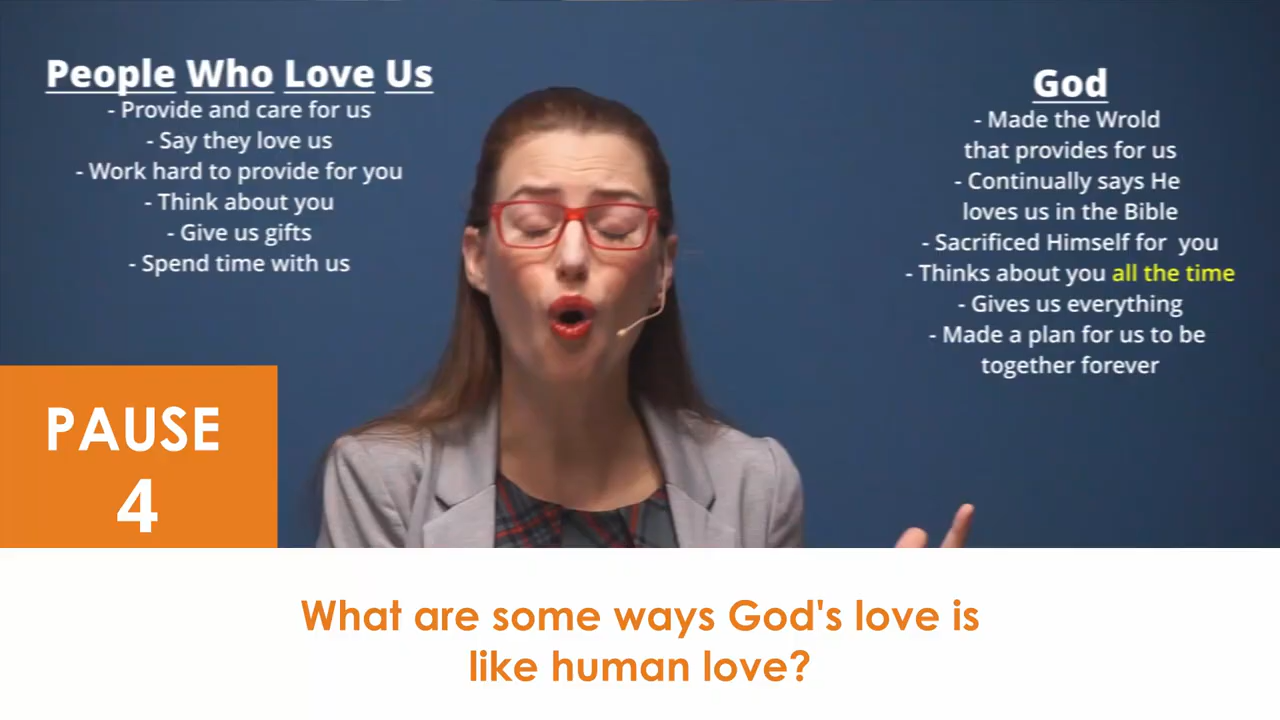 People Who Love Us
- Provide and care for us
- Say they love us
- Work hard to provide for you
- Think about you
- Give us gifts
- Spend time with us
God
- Made the Wrold
that provides for us
- Continually says He
loves us in the Bible
- Sacrificed Himself for you
- Thinks about you all the time
- Gives us everything
- Made a plan for us to be
together forever
PAUSE
4
What are some ways God's love is
like human love?